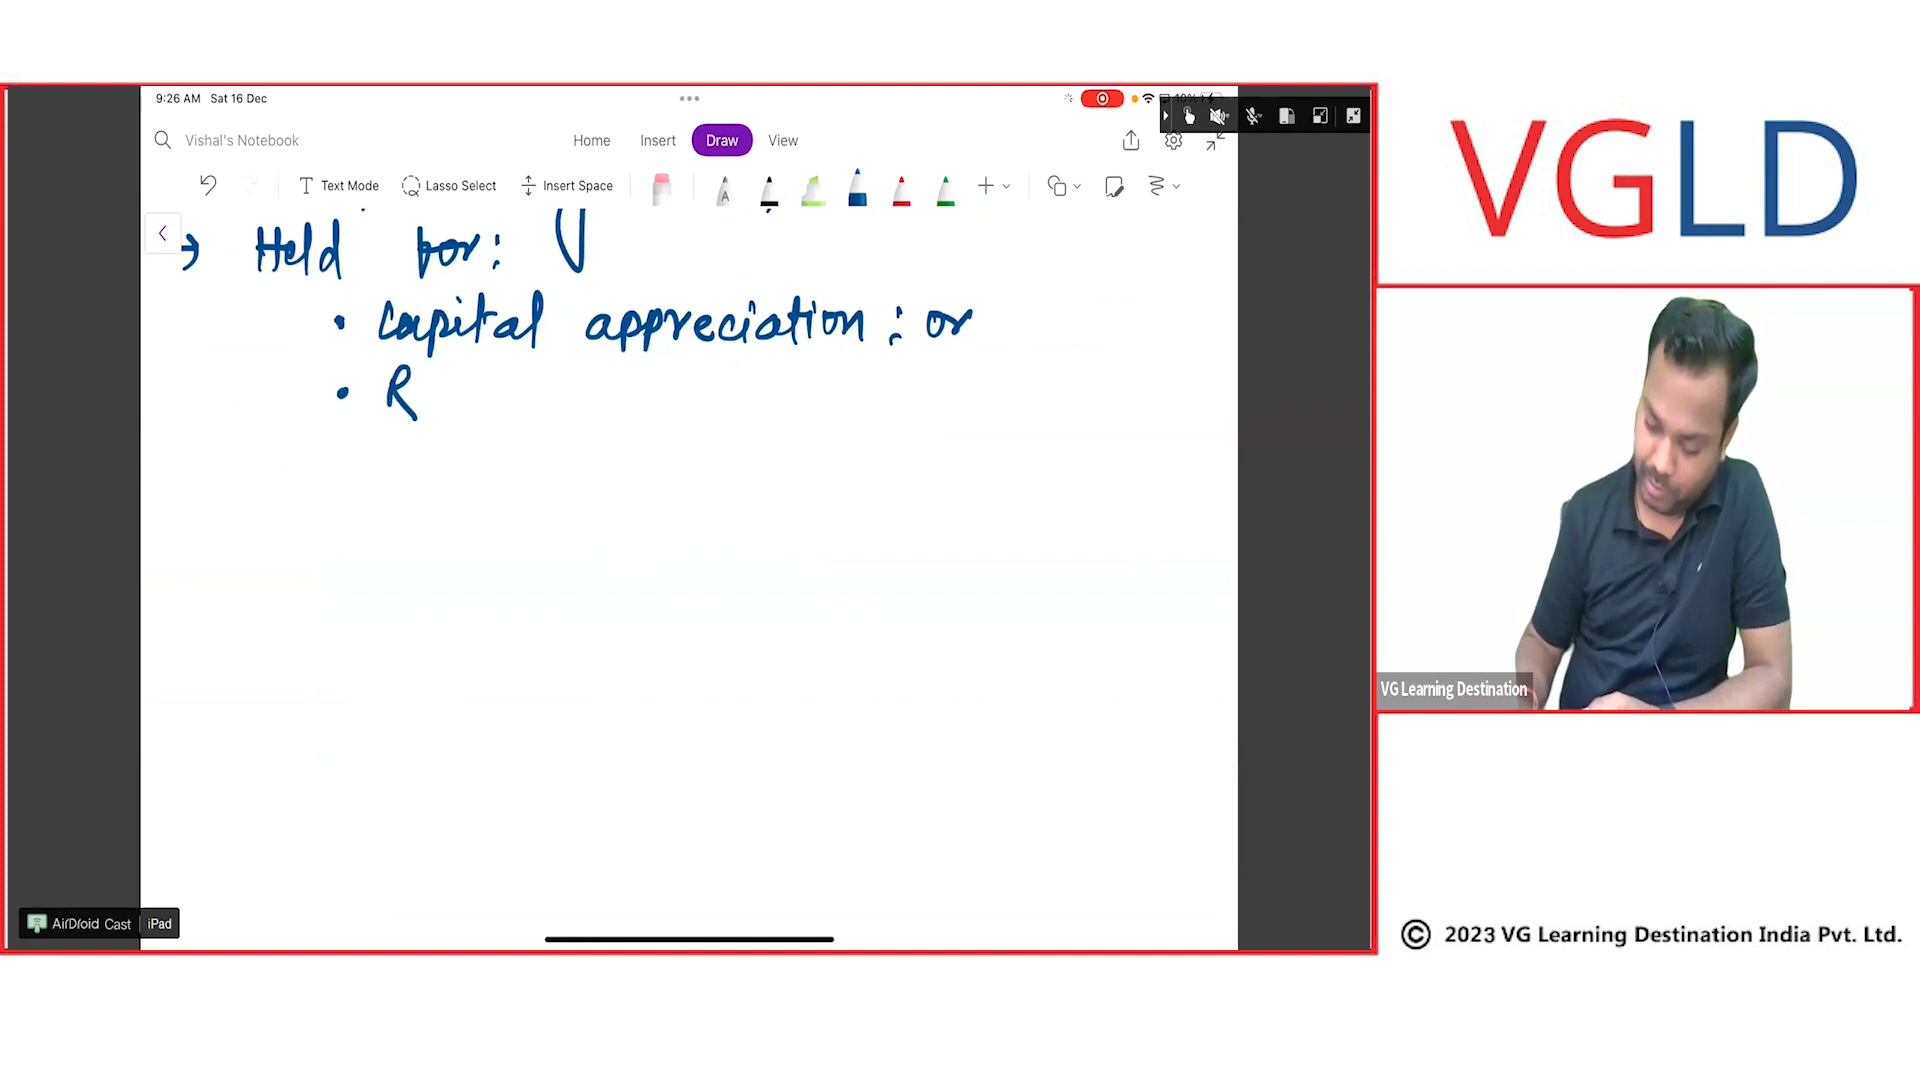 9:26 AM Sat 16 Dec
10%
VGLD
Vishal's Notebook
Home Insert Draw View
Text Mode Lasso Select Insert Space
A
→ Held for:
• Capital appreciation : or
• R
VG Learning Destination
AirDroid Cast iPad
© 2023 VG Learning Destination India Pvt. Ltd.